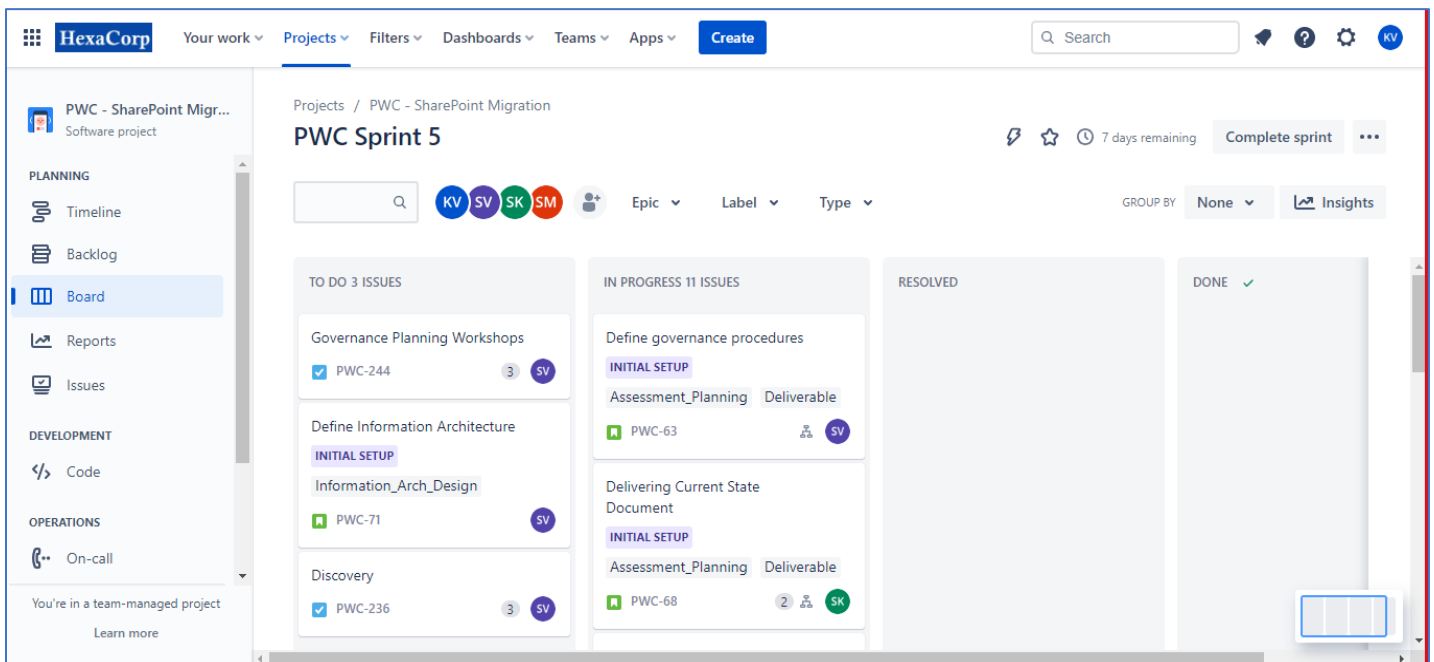 HexaCorp Your work Projects Filters Dashboards Teams Apps Create Search KV
PWC - SharePoint Migr...
Software project
PLANNING
Timeline
Backlog
Board
Reports
Issues
DEVELOPMENT
Code
OPERATIONS
On-call
You're in a team-managed project
Learn more
Projects / PWC - SharePoint Migration
PWC Sprint 5
7 days remaining Complete sprint
KV SV SK SM Epic Label Type GROUP BY None Insights
TO DO 3 ISSUES
Governance Planning Workshops
PWC-244 3 SV
Define Information Architecture
INITIAL SETUP
Information_Arch_Design
PWC-71 SV
Discovery
PWC-236 3 SV
IN PROGRESS 11 ISSUES
Define governance procedures
INITIAL SETUP
Assessment_Planning Deliverable
PWC-63 SV
Delivering Current State
Document
INITIAL SETUP
Assessment_Planning Deliverable
PWC-68 2 SK
RESOLVED
DONE